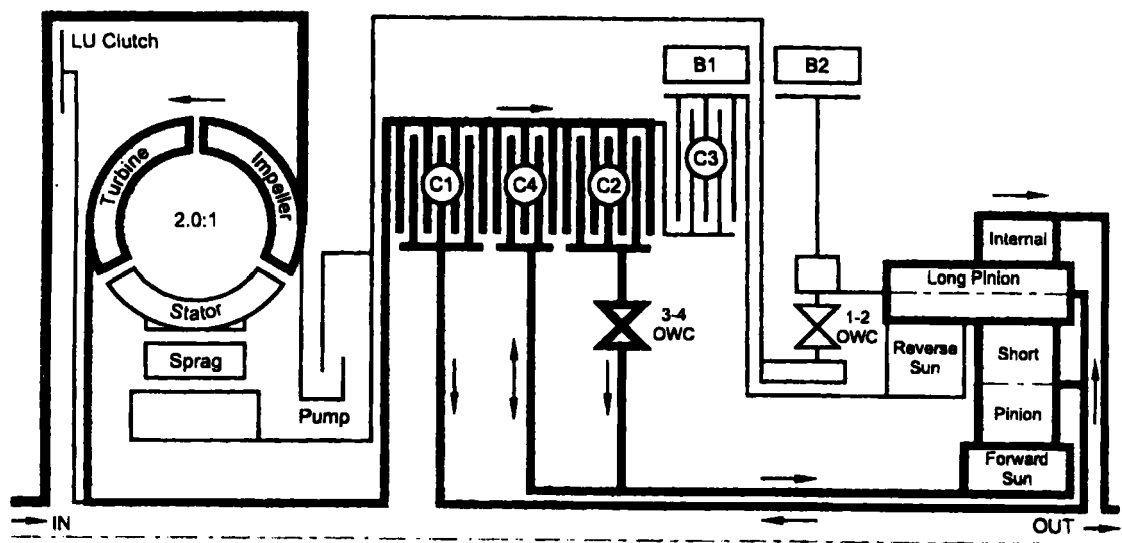 LU Clutch
B1
B2
Turbine
Impeller
C1
C4
C2
C3
2.0:1
Internal
Long Pinion
Stator
3-4
OWC
1-2
OWC
Reverse
Sun
Short
Sprag
Pinion
Pump
Forward
Sun
IN
OUT